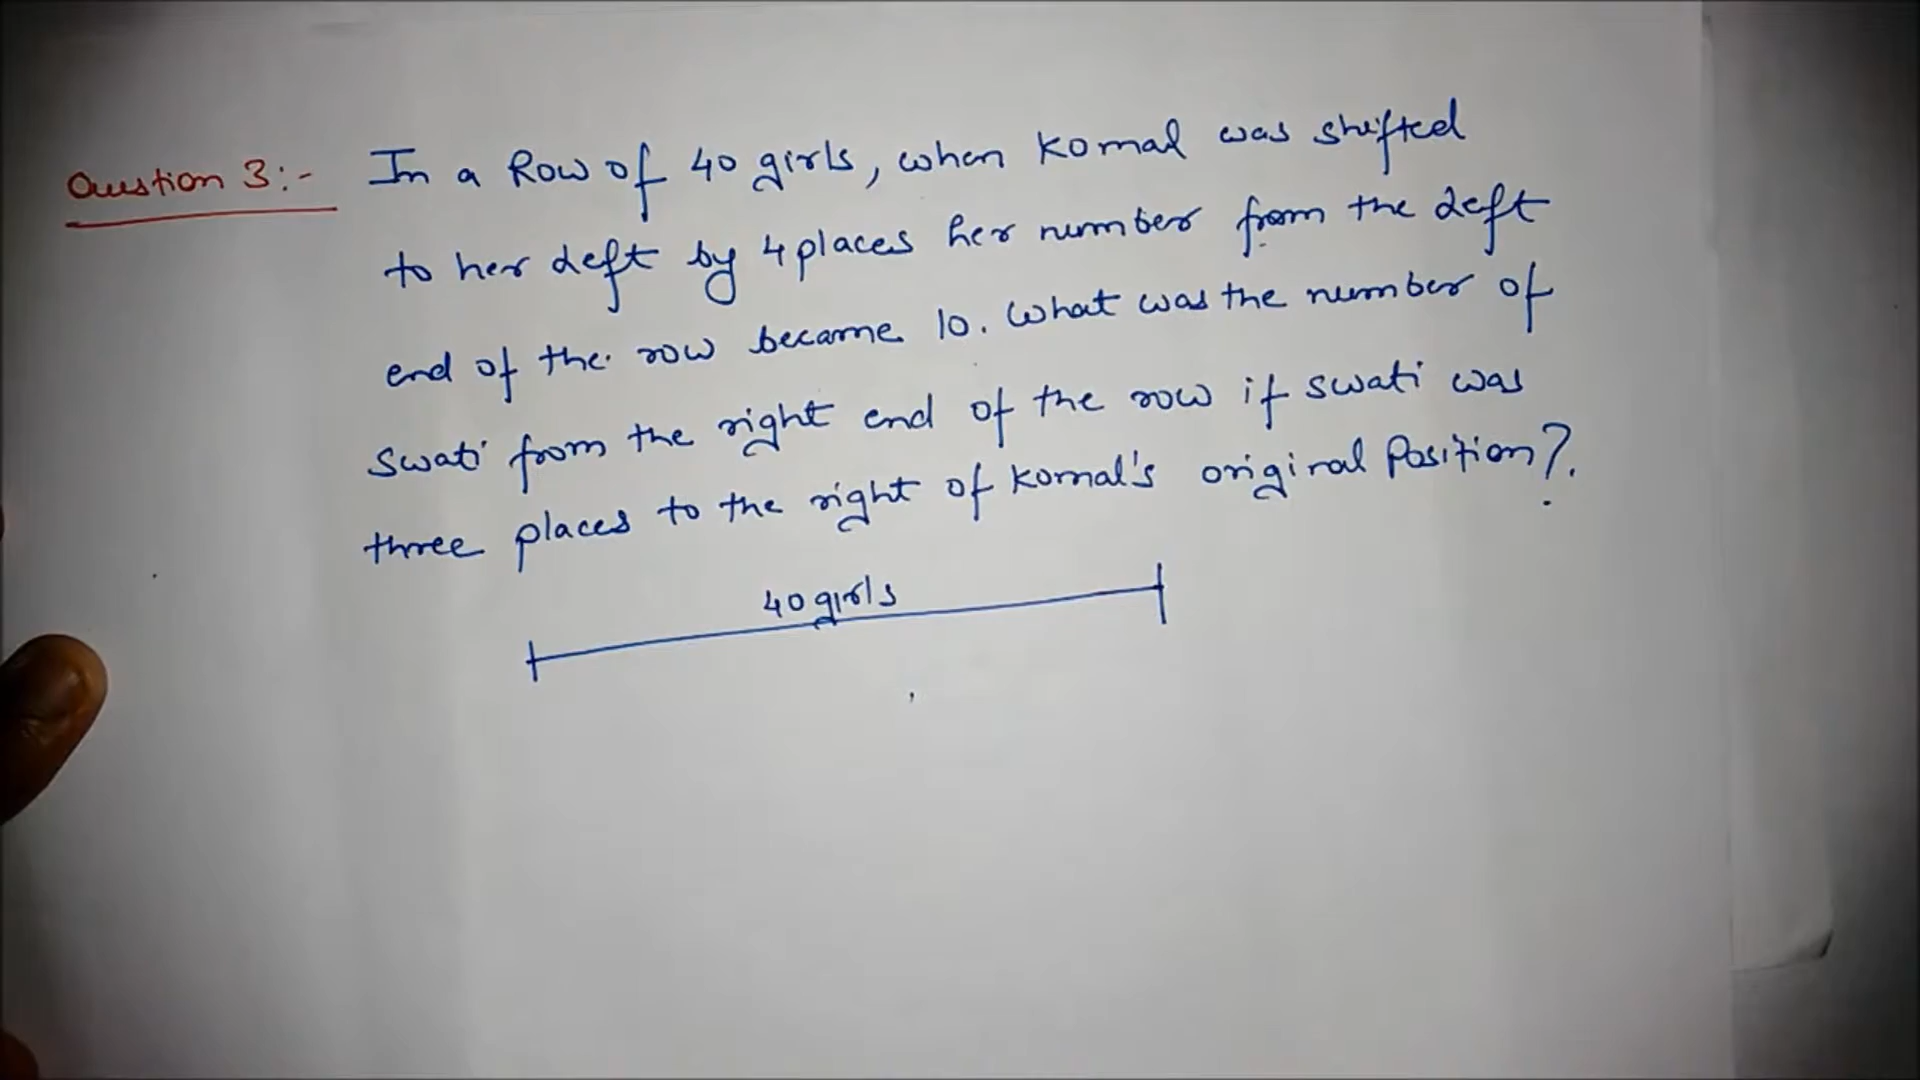 Question 3:- In a Row of 40 girls, when Komal was shifted
to her left by 4 places her number from the left
end of the row became 10. What was the number of
Swati from the right end of the row if Swati was
three places to the right of Komal's original Position?.
40 girls